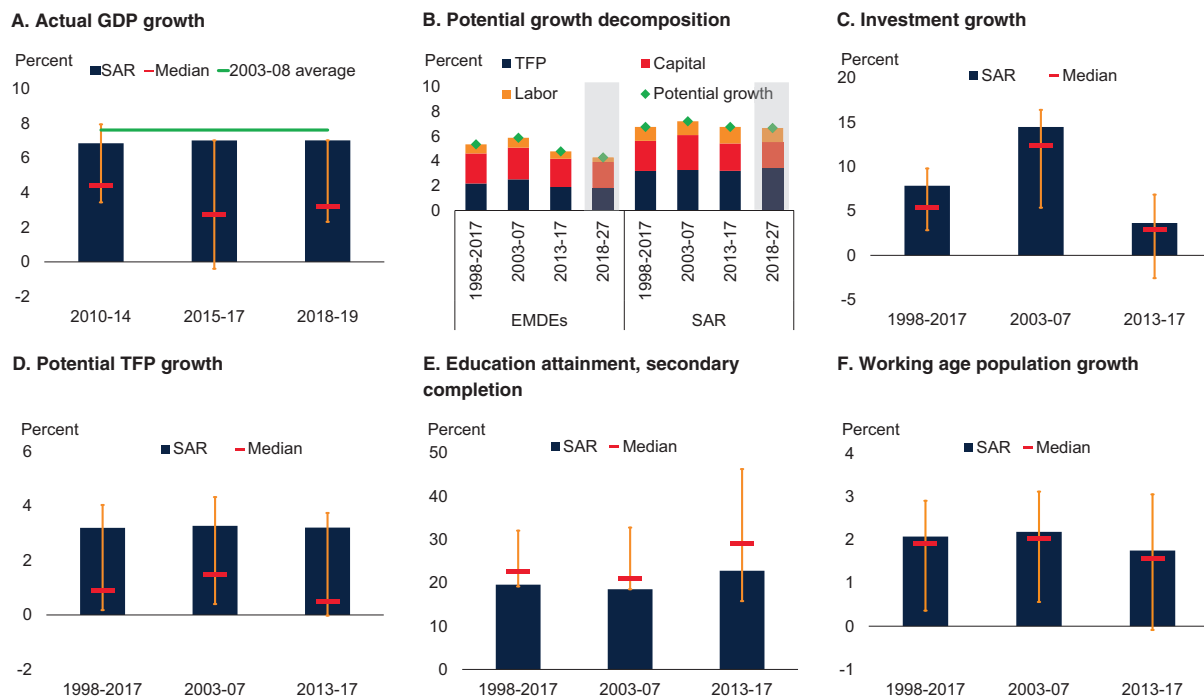 A. Actual GDP growth
Percent
SAR Median 2003-08 average
10
8
6
4
2
0
-2
2010-14 2015-17 2018-19
B. Potential growth decomposition
Percent
TFP Capital
Labor Potential growth
10
8
6
4
2
0
1998-2017 2003-07 2013-17 2018-27 1998-2017 2003-07 2013-17 2018-27
EMDEs SAR
C. Investment growth
Percent
SAR Median
20
15
10
5
0
-5
1998-2017 2003-07 2013-17
D. Potential TFP growth
Percent
SAR Median
6
4
2
0
-2
1998-2017 2003-07 2013-17
E. Education attainment, secondary
completion
Percent
SAR Median
50
40
30
20
10
0
1998-2017 2003-07 2013-17
F. Working age population growth
Percent
SAR Median
4
3
2
1
0
-1
1998-2017 2003-07 2013-17